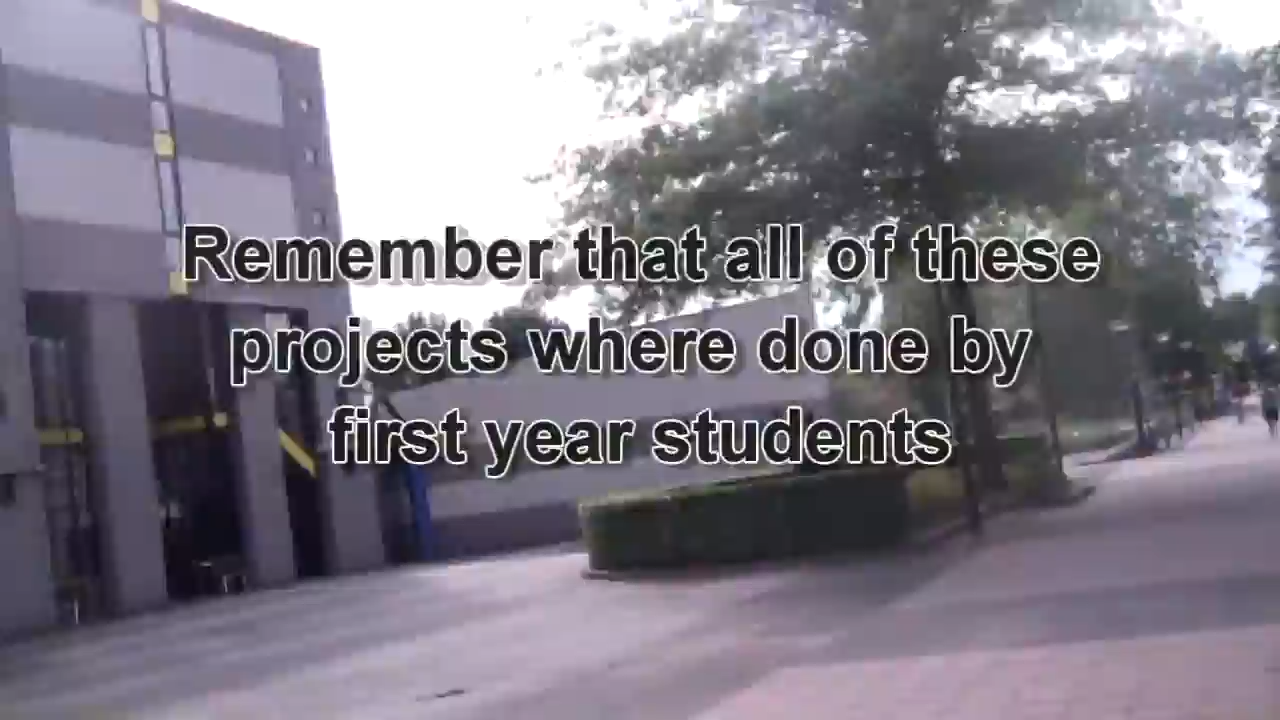 Remember that all of these
projects where done by
first year students